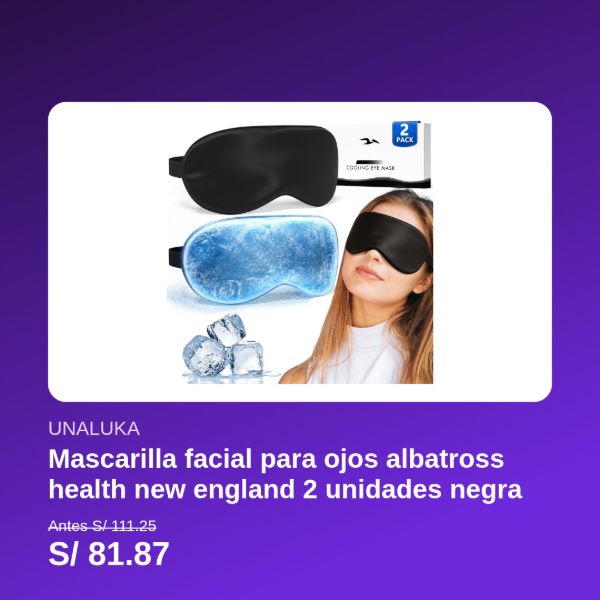 2
PACK
COOLING EYE MASK
UNALUKA
Mascarilla facial para ojos albatross
health new england 2 unidades negra
Antes S/ 111.25
S/ 81.87